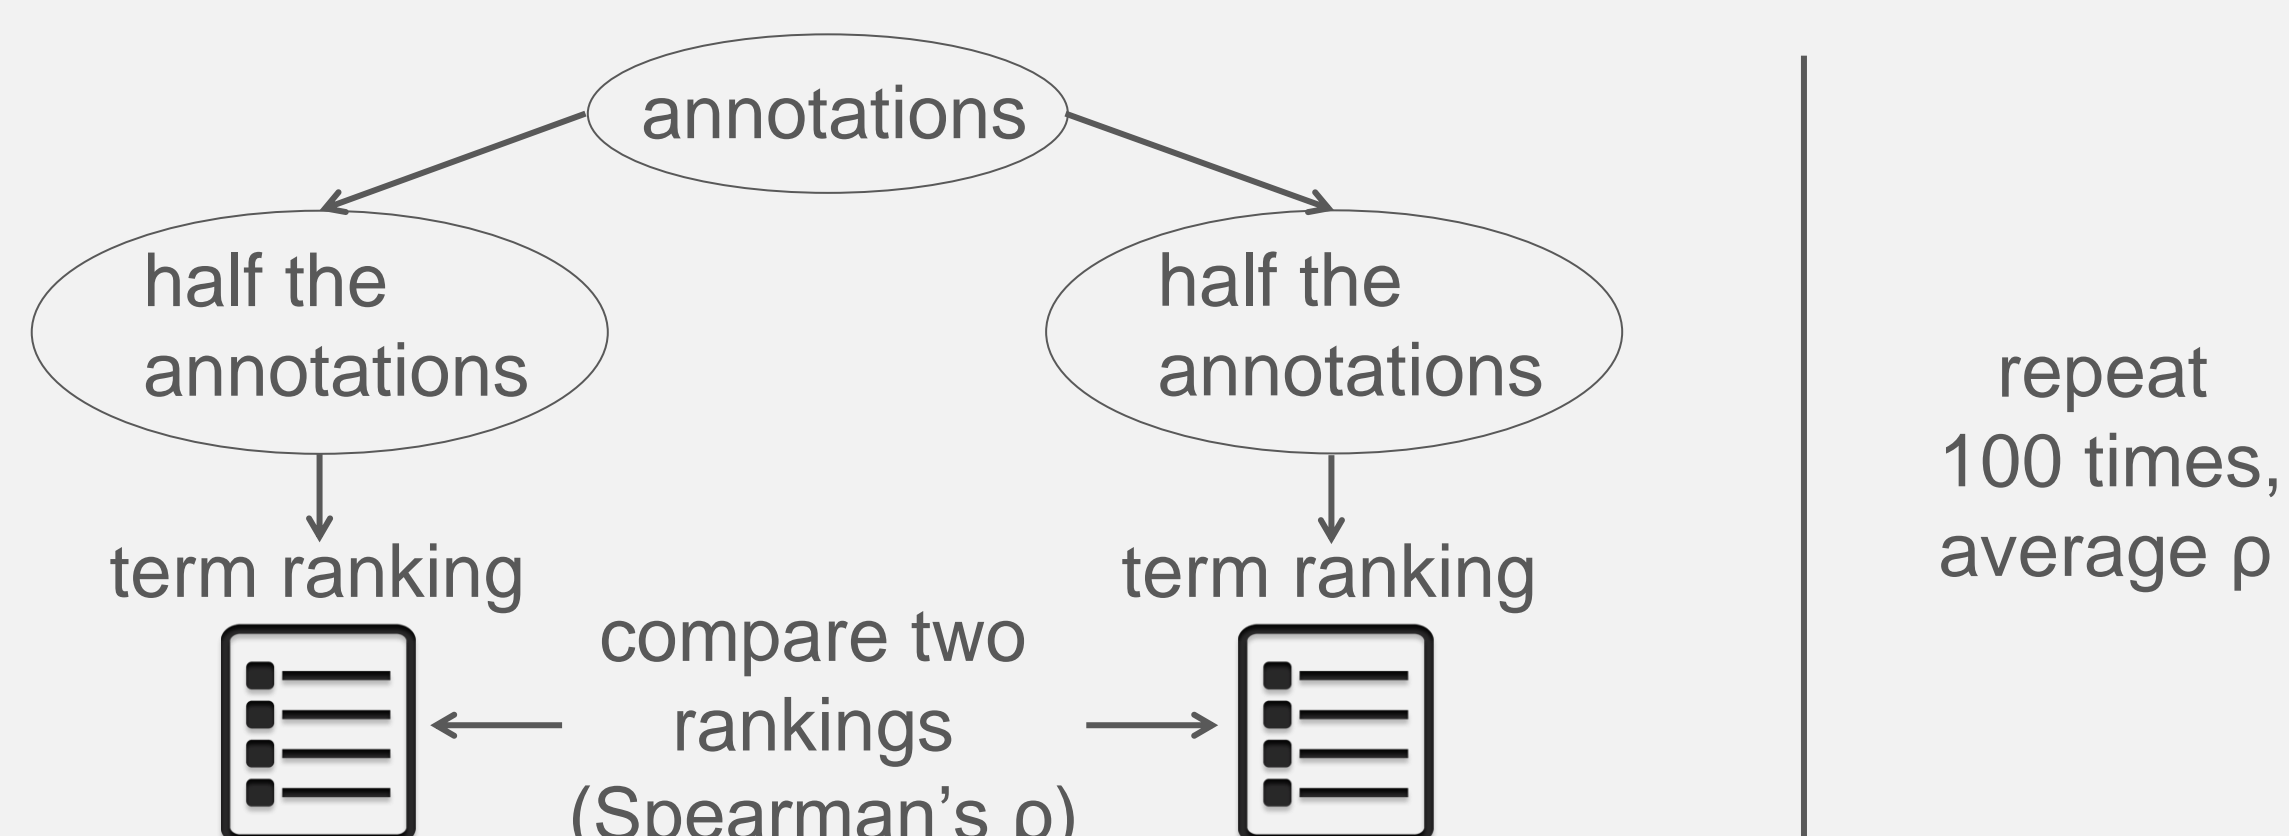 annotations
half the
annotations
half the
annotations
term ranking
term ranking
compare two
rankings
(Spearman's ρ)
repeat
100 times,
average ρ